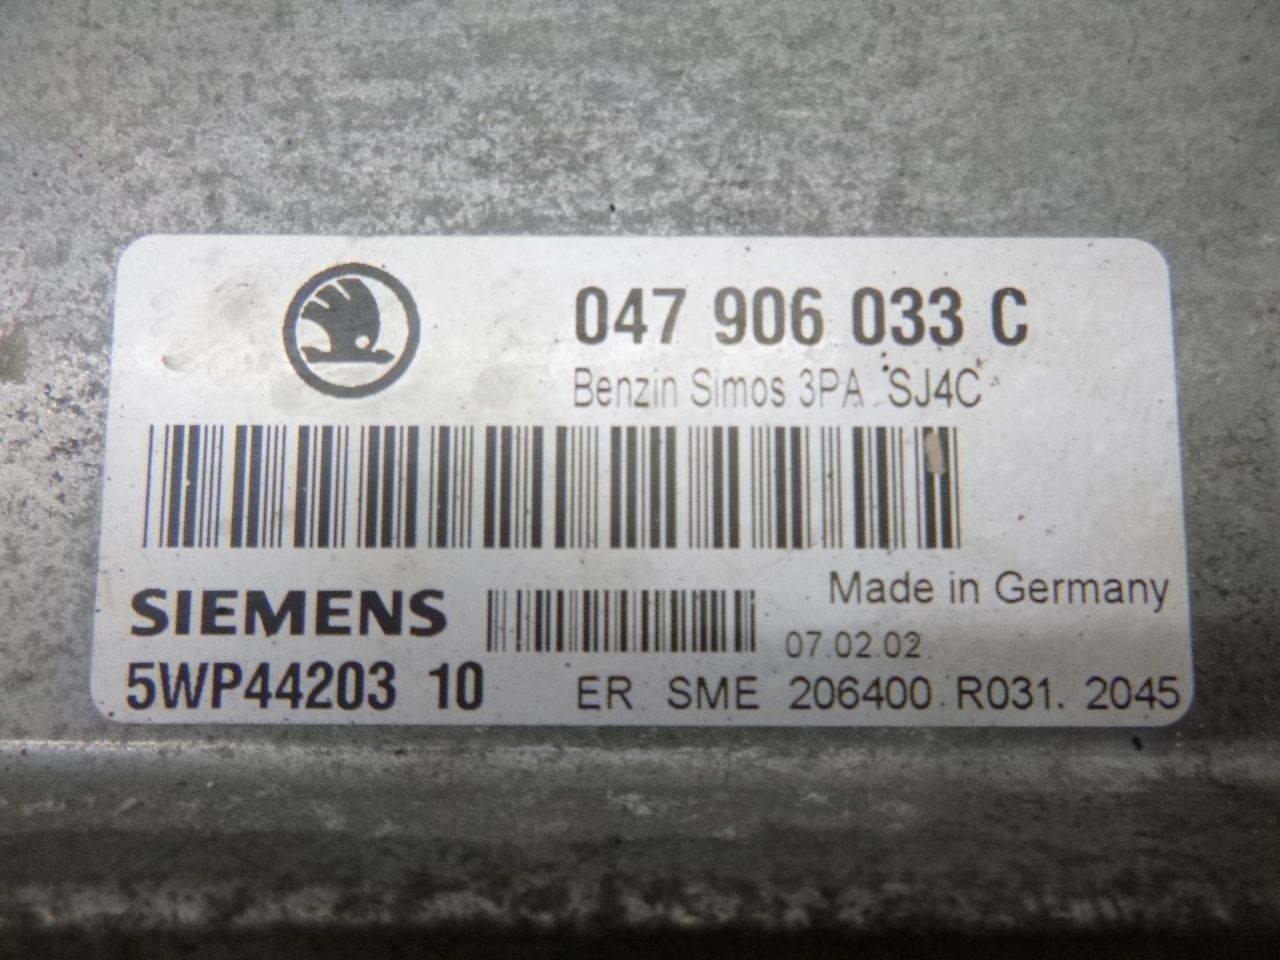 047 906 033 C
Benzin Simos 3PA SJ4C
Made in Germany
SIEMENS
07.02.02.
5WP44203 10 ER SME 206400 R031. 2045